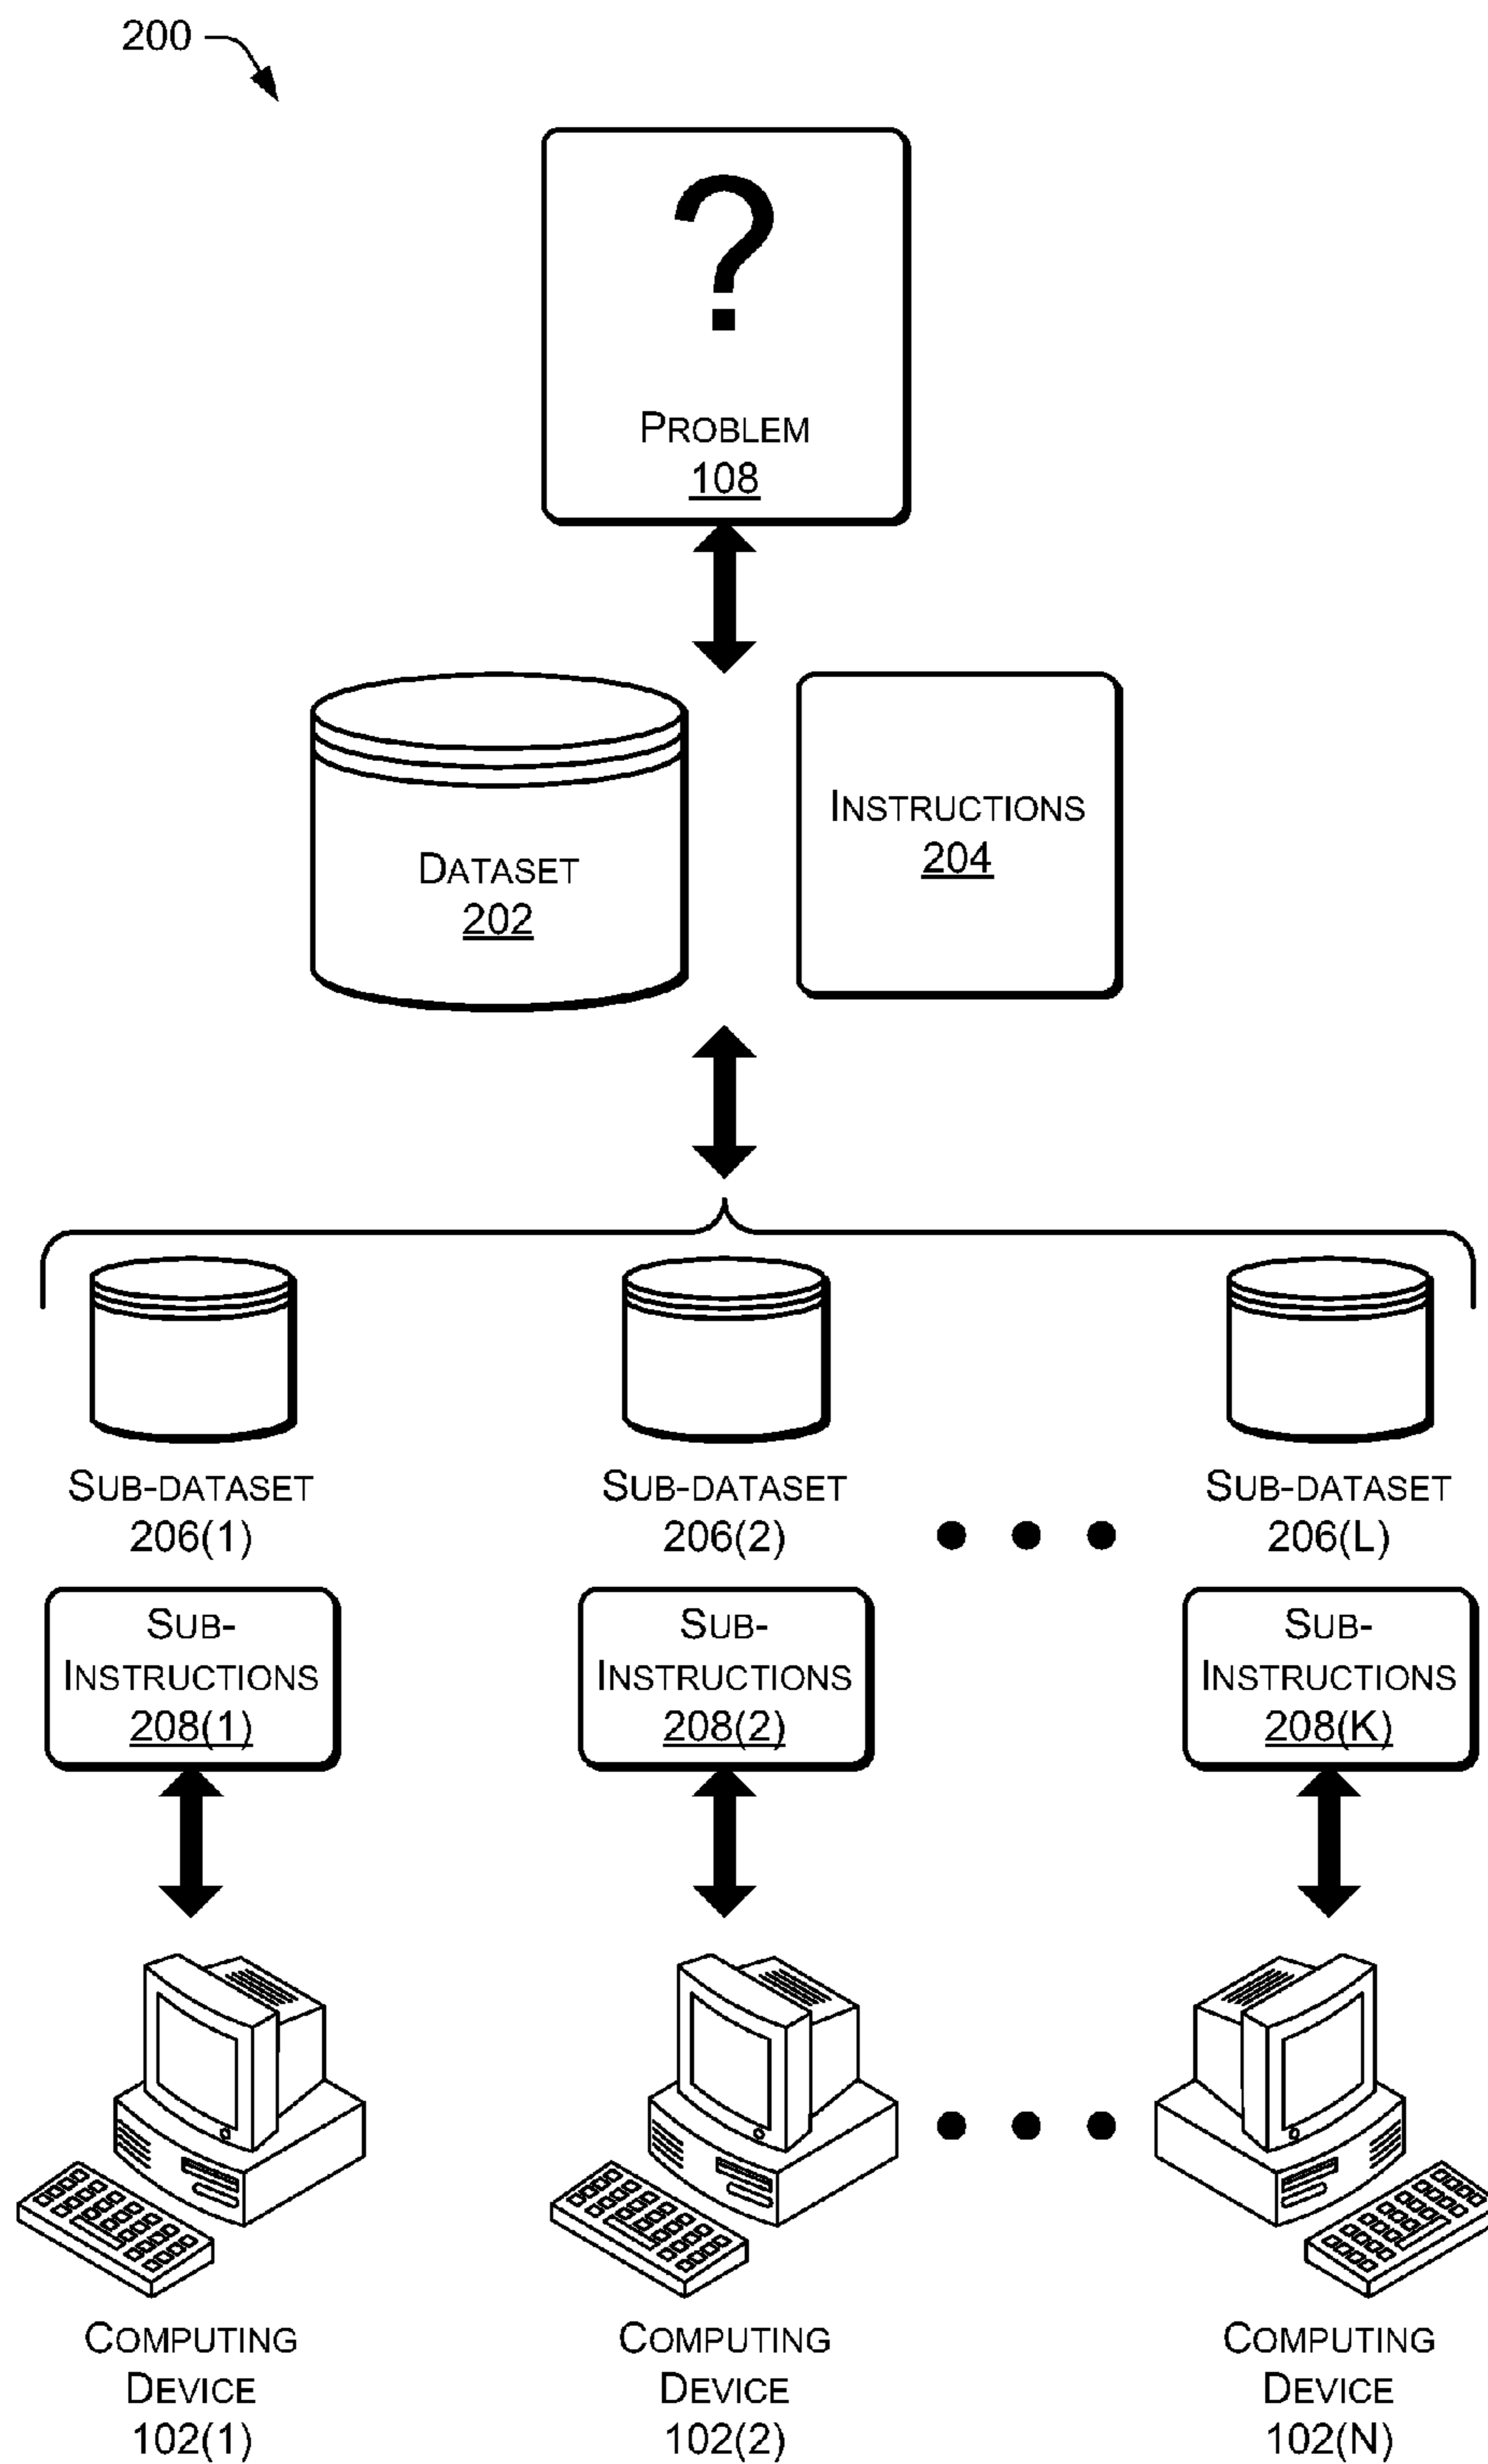 200
?
PROBLEM
108
DATASET
202
INSTRUCTIONS
204
SUB-DATASET
206(1)
SUB-DATASET
206(2)
SUB-DATASET
206(L)
SUB-
INSTRUCTIONS
208(1)
SUB-
INSTRUCTIONS
208(2)
SUB-
INSTRUCTIONS
208(K)
COMPUTING
DEVICE
102(1)
COMPUTING
DEVICE
102(2)
COMPUTING
DEVICE
102(N)